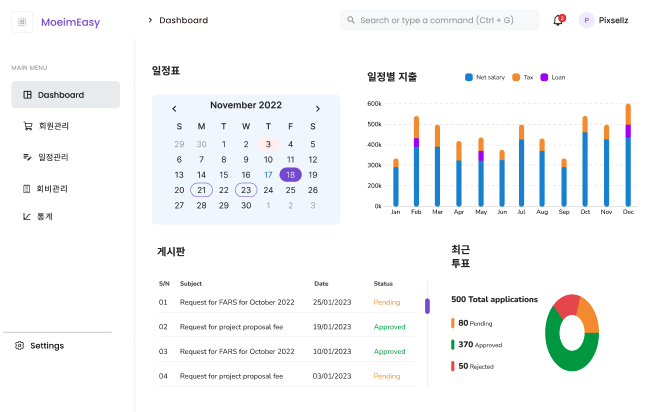 MoeimEasy
Dashboard
Search or type a command (Ctrl + G)
2
P
Pixsellz
MAIN MENU
Dashboard
회원관리
일정관리
회비관리
통계
Settings
일정표
November 2022
S M T W T F S
29 30 1 2 3 4 5
6 7 8 9 10 11 12
13 14 15 16 17 18 19
20 21 22 23 24 25 26
27 28 29 30 1 2 3
일정별 지출
Net salary Tax Loan
600k
400k
300k
200k
0k
Jan Feb Mar Apr May Jun Jul Aug Sep Oct Nov Dec
게시판
S/N Subject Date Status
01 Request for FARS for October 2022 25/01/2023 Pending
02 Request for project proposal fee 19/01/2023 Approved
03 Request for FARS for October 2022 10/01/2023 Approved
04 Request for project proposal fee 03/01/2023 Pending
최근
투표
500 Total applications
80 Pending
370 Approved
50 Rejected